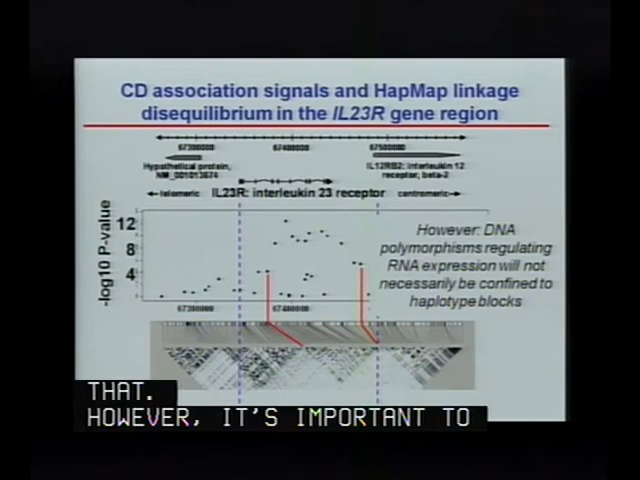 CD association signals and HapMap linkage
disequilibrium in the IL23R gene region
67300000 67400000 67500000
Hypothetical protein,
NM_001013674
IL12RB2: interleukin 12
receptor, beta-2
telomeric IL23R: interleukin 23 receptor centromeric
-log10 P-value
12
8
4
However: DNA
polymorphisms regulating
RNA expression will not
necessarily be confined to
haplotype blocks
67300000 67400000
THAT.
HOWEVER, IT'S IMPORTANT TO